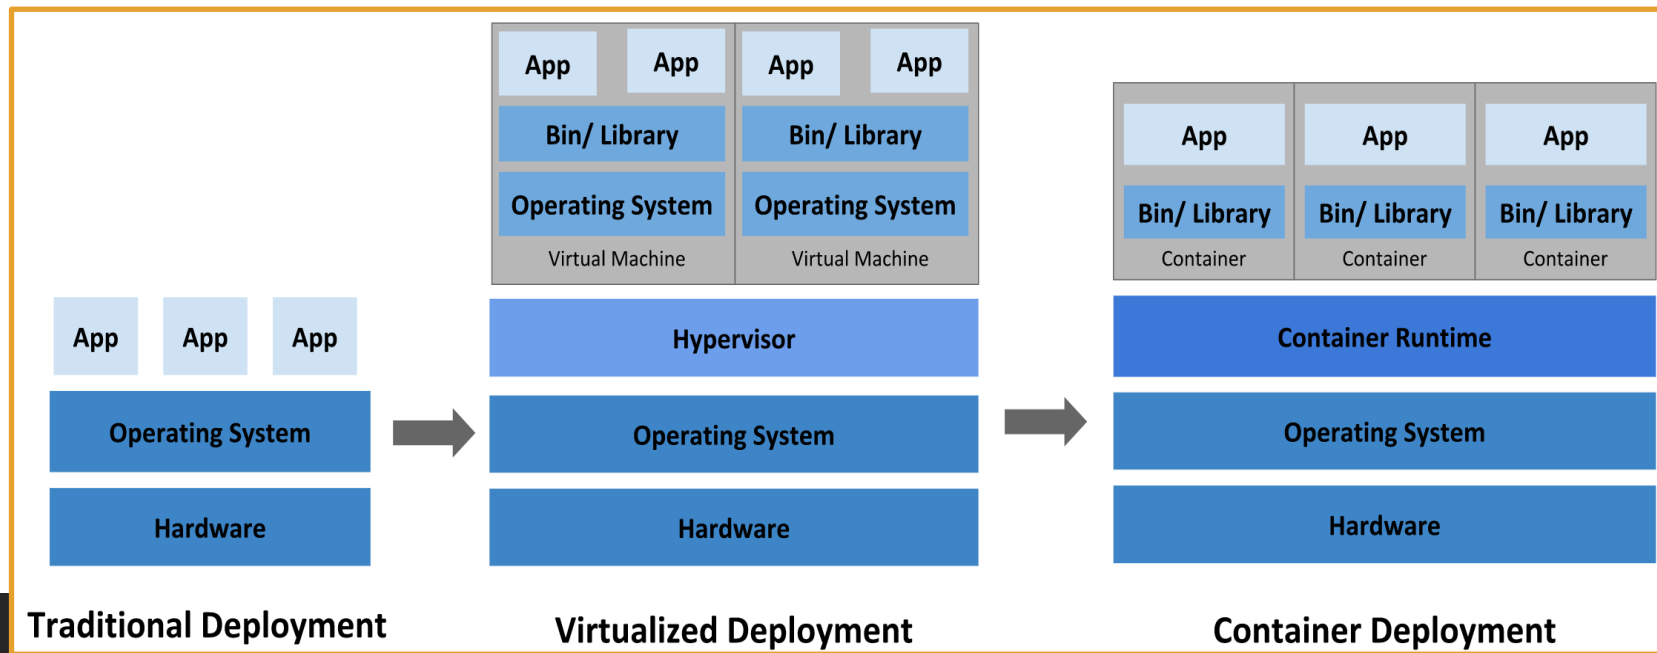 App
App
App
Operating System
Hardware
Traditional Deployment
App
App
App
App
Bin/ Library
Bin/ Library
Operating System
Operating System
Virtual Machine
Virtual Machine
Hypervisor
Operating System
Hardware
Virtualized Deployment
App
App
App
Bin/ Library
Bin/ Library
Bin/ Library
Container
Container
Container
Container Runtime
Operating System
Hardware
Container Deployment